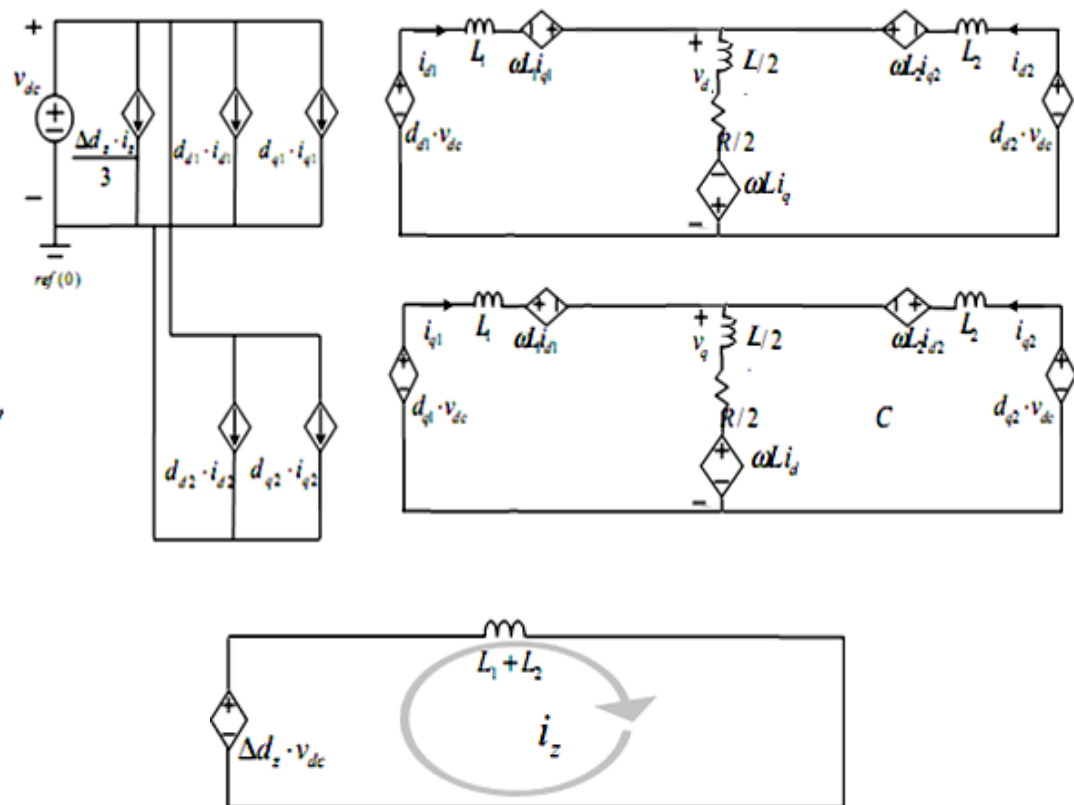 +
v_dc
−
ref(0)
Δd_z · i_z / 3
d_d1 · i_d1
d_q1 · i_q1
d_d2 · i_d2
d_q2 · i_q2
i_d1
L_1
ωL_1i_q1
d_d1 · v_dc
+
v_d
−
L/2
R/2
ωLi_q
ωL_2i_q2
L_2
i_d2
d_d2 · v_dc
i_q1
L_1
ωL_1i_d1
d_q1 · v_dc
+
v_q
−
L/2
R/2
ωLi_d
C
ωL_2i_d2
L_2
i_q2
d_q2 · v_dc
L_1 + L_2
i_z
Δd_z · v_dc